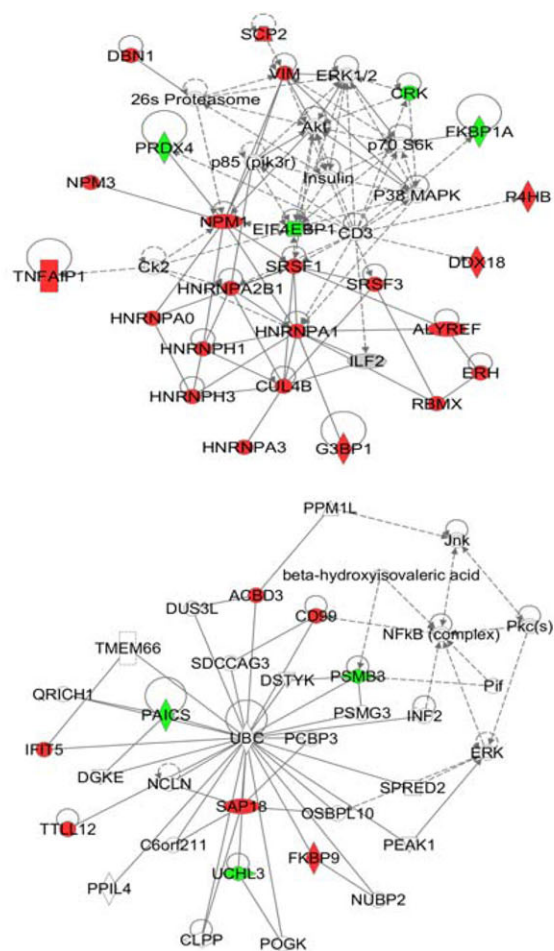 SCP2
DBN1
VIM
ERK1/2
26s Proteasome
CRK
Akt
FKBP1A
PRDX4
p70 S6k
p85 (pik3r)
Insulin
NPM3
P38 MAPK
P4HB
NPM1
EIF4EBP1
CD3
Ck2
SRSF1
DDX18
TNFAIP1
HNRNPA2B1
SRSF3
HNRNPA0
HNRNPA1
ALYREF
HNRNPH1
ILF2
CUL4B
ERH
HNRNPH3
RBMX
HNRNPA3
G3BP1
PPM1L
Jnk
beta-hydroxyisovaleric acid
ACBD3
DUS3L
CD99
NFkB (complex)
Pkc(s)
TMEM66
SDCCAG3
DSTYK
PSMB3
QRICH1
Pif
PAICS
PSMG3
INF2
UBC
PCBP3
IFIT5
ERK
DGKE
NCLN
SPRED2
SAP18
OSBPL10
TTLL12
C6orf211
PEAK1
UCHL3
FKBP9
PPIL4
NUBP2
CLPP
POGK